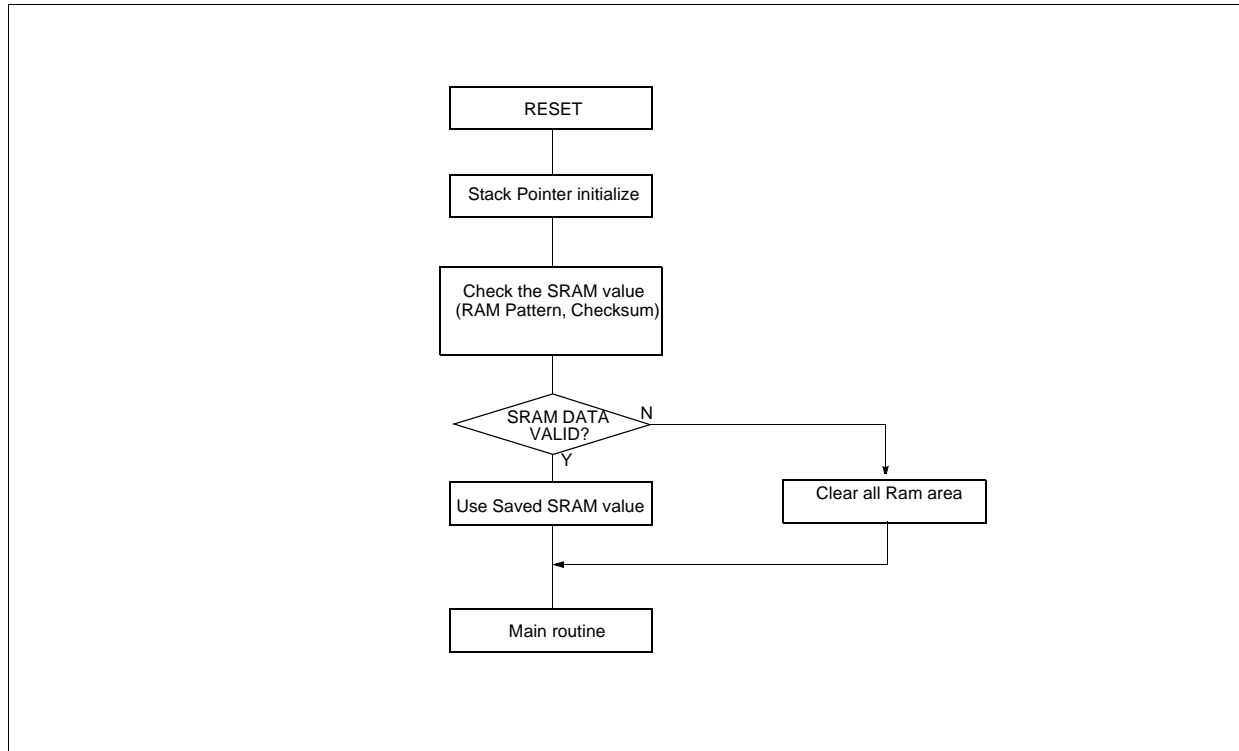 RESET
Stack Pointer initialize
Check the SRAM value
(RAM Pattern, Checksum)
SRAM DATA
VALID?
N
Y
Use Saved SRAM value
Clear all Ram area
Main routine